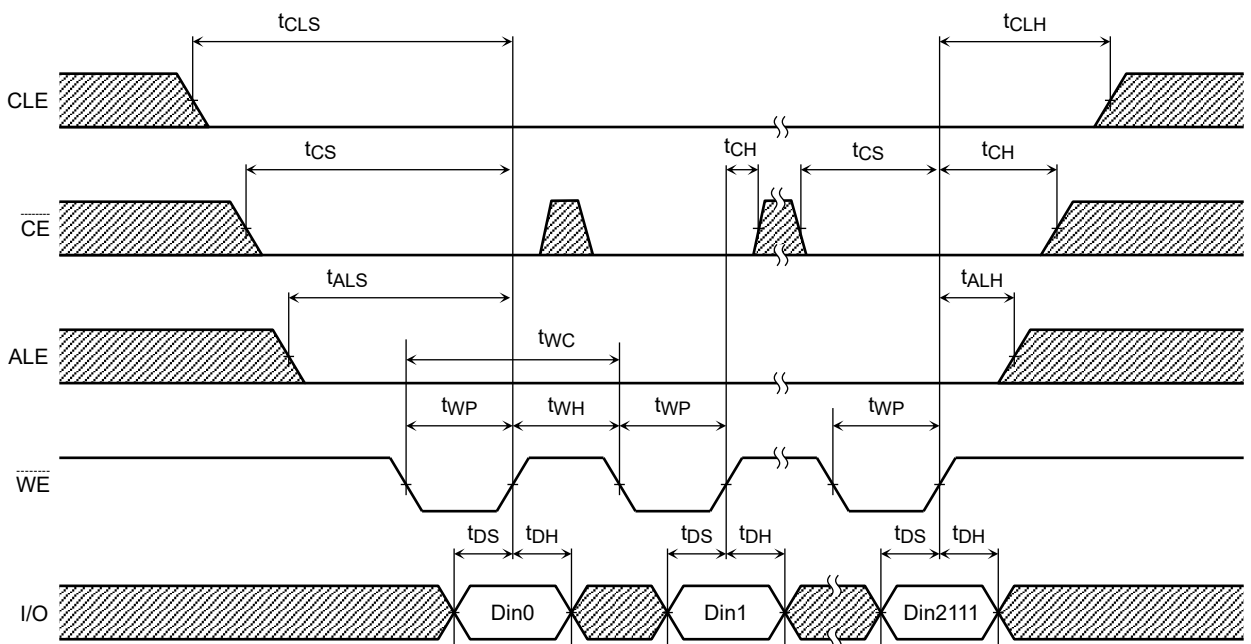 tCLS tCLH
CLE
tCS tCH tCS tCH
CE
tALS tALH
ALE
tWC
tWP tWH tWP tWP
WE
tDS tDH tDS tDH tDS tDH
I/O Din0 Din1 Din2111